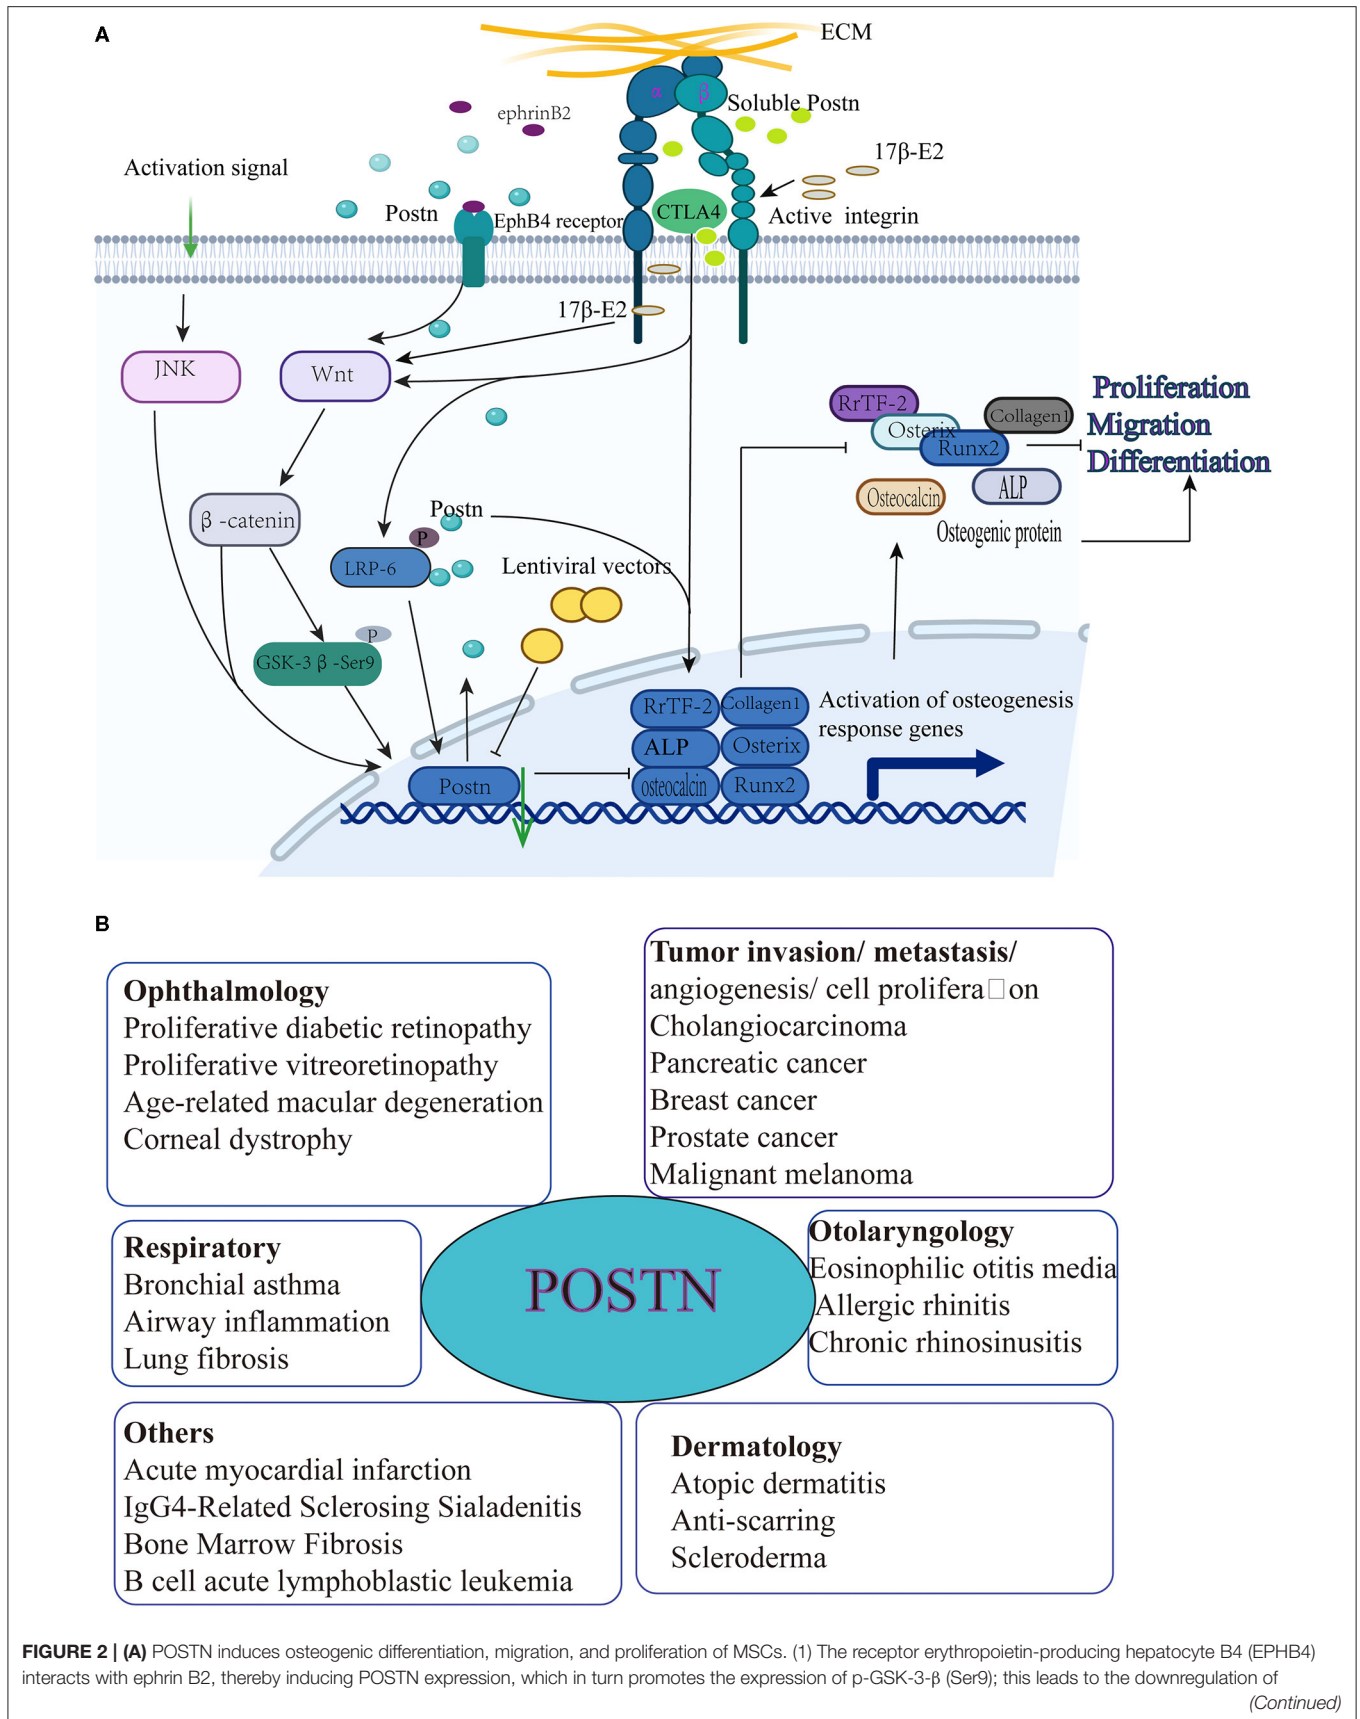 A
ECM
α
β
Soluble Postn
ephrinB2
17β-E2
Activation signal
Postn
EphB4 receptor
CTLA4
Active integrin
17β-E2
JNK
Wnt
RrTF-2
Osterix
Collagen1
Runx2
Proliferation
Migration
Differentiation
Osteocalcin
ALP
Osteogenic protein
β -catenin
Postn
P
LRP-6
Lentiviral vectors
P
GSK-3 β -Ser9
RrTF-2
Collagen1
ALP
Osterix
osteocalcin
Runx2
Activation of osteogenesis
response genes
Postn
B
Ophthalmology
Proliferative diabetic retinopathy
Proliferative vitreoretinopathy
Age-related macular degeneration
Corneal dystrophy
Tumor invasion/ metastasis/
angiogenesis/ cell prolifera□on
Cholangiocarcinoma
Pancreatic cancer
Breast cancer
Prostate cancer
Malignant melanoma
Respiratory
Bronchial asthma
Airway inflammation
Lung fibrosis
POSTN
Otolaryngology
Eosinophilic otitis media
Allergic rhinitis
Chronic rhinosinusitis
Others
Acute myocardial infarction
IgG4-Related Sclerosing Sialadenitis
Bone Marrow Fibrosis
B cell acute lymphoblastic leukemia
Dermatology
Atopic dermatitis
Anti-scarring
Scleroderma
FIGURE 2 | (A) POSTN induces osteogenic differentiation, migration, and proliferation of MSCs. (1) The receptor erythropoietin-producing hepatocyte B4 (EPHB4)
interacts with ephrin B2, thereby inducing POSTN expression, which in turn promotes the expression of p-GSK-3-β (Ser9); this leads to the downregulation of
(Continued)